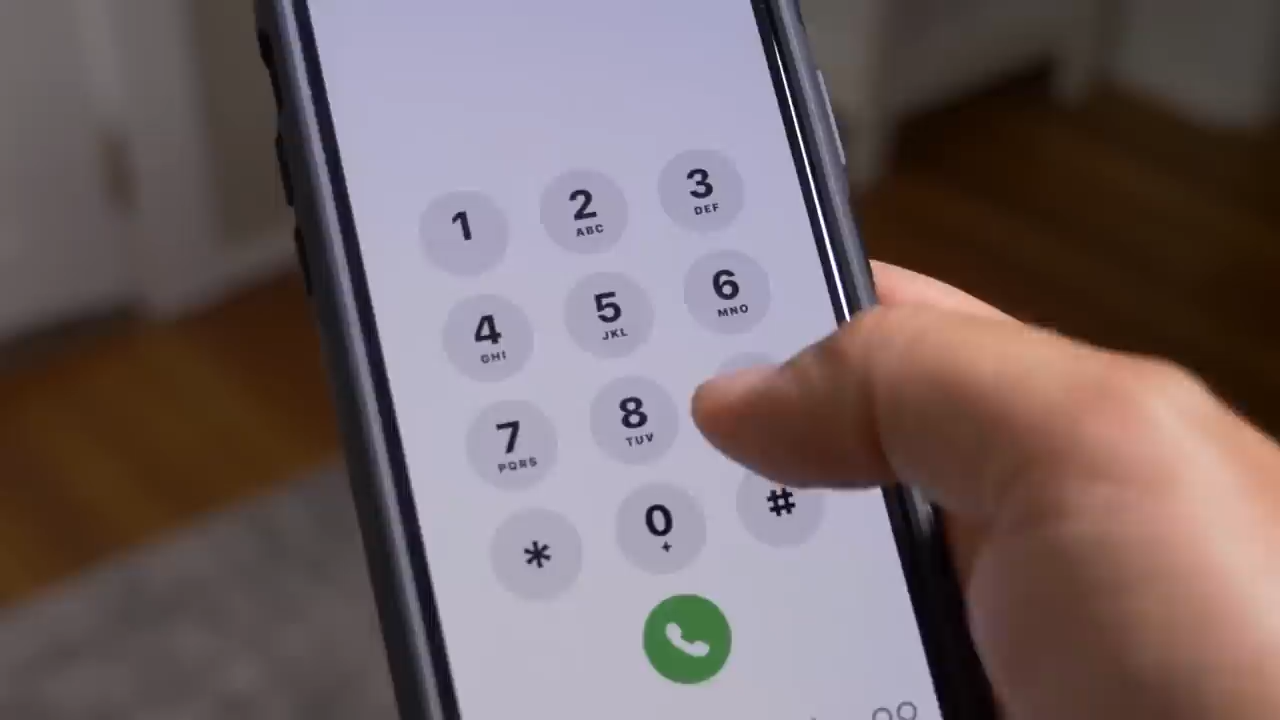 1 2 3
ABC DEF
4 5 6
GHI JKL MNO
7 8
PQRS TUV
* 0 #
+